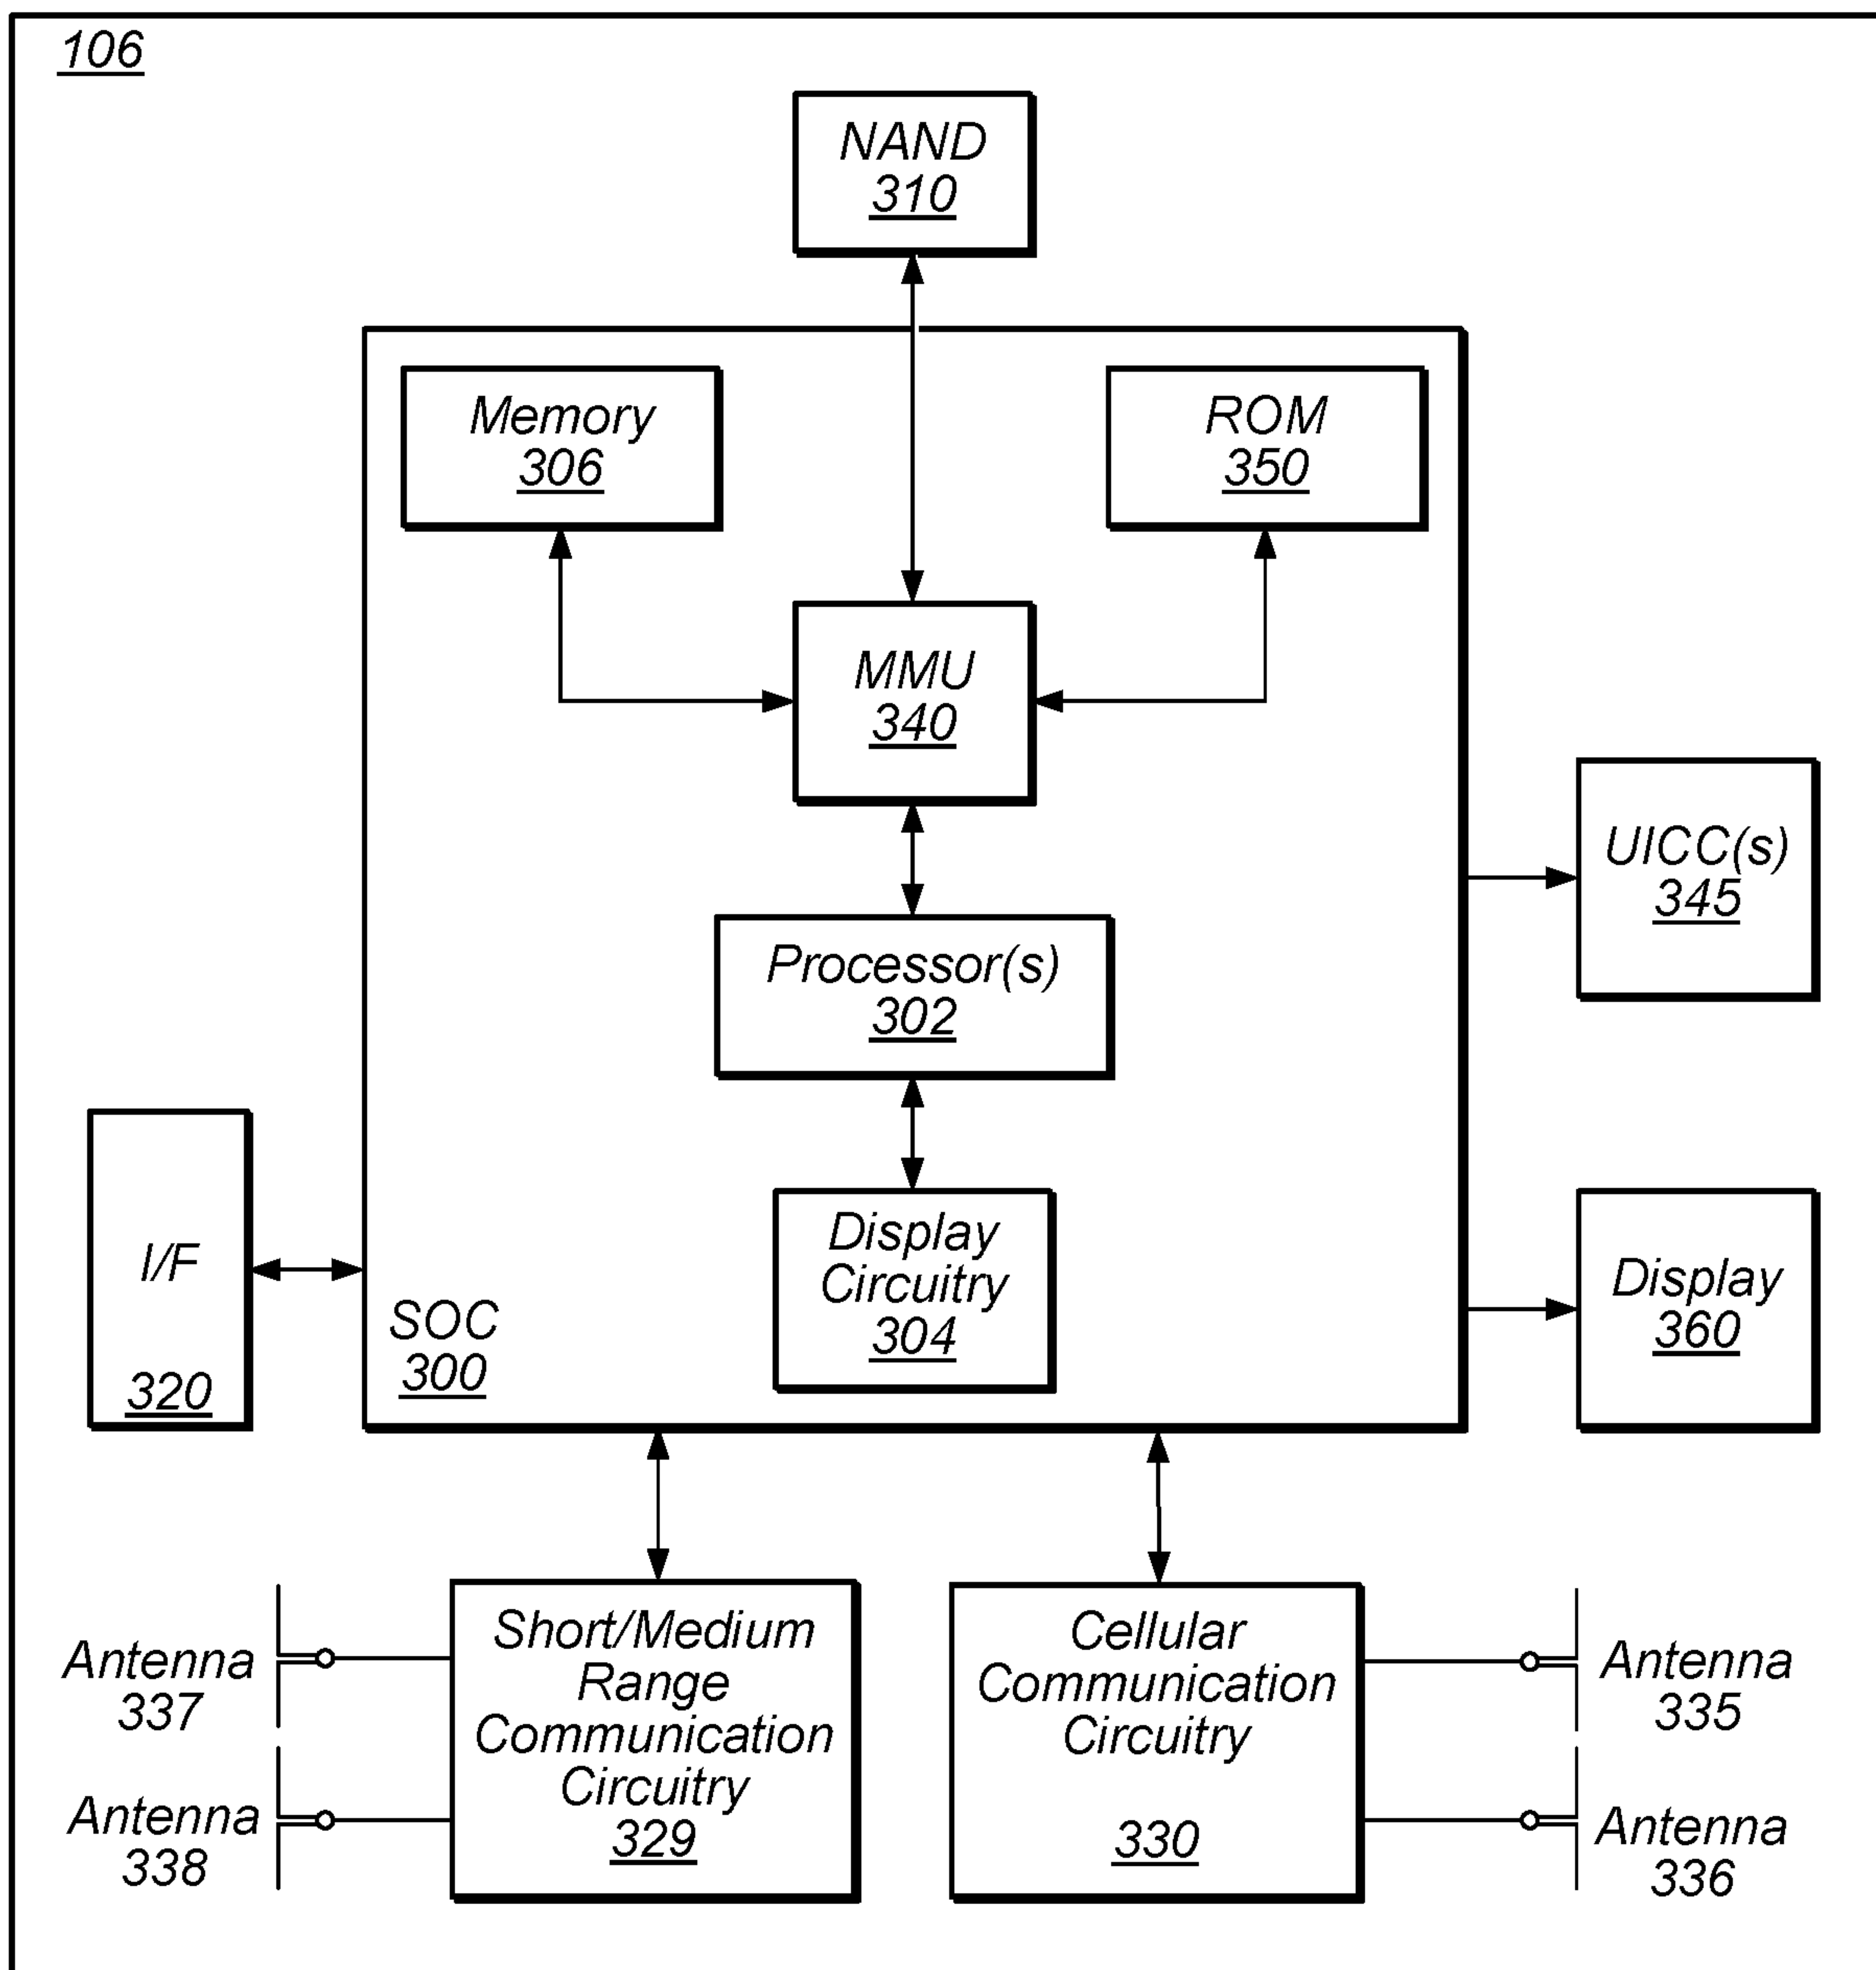 106
NAND
310
Memory
306
ROM
350
MMU
340
UICC(s)
345
Processor(s)
302
I/F
320
Display
Circuitry
304
SOC
300
Display
360
Antenna
337
Antenna
338
Short/Medium
Range
Communication
Circuitry
329
Cellular
Communication
Circuitry
330
Antenna
335
Antenna
336